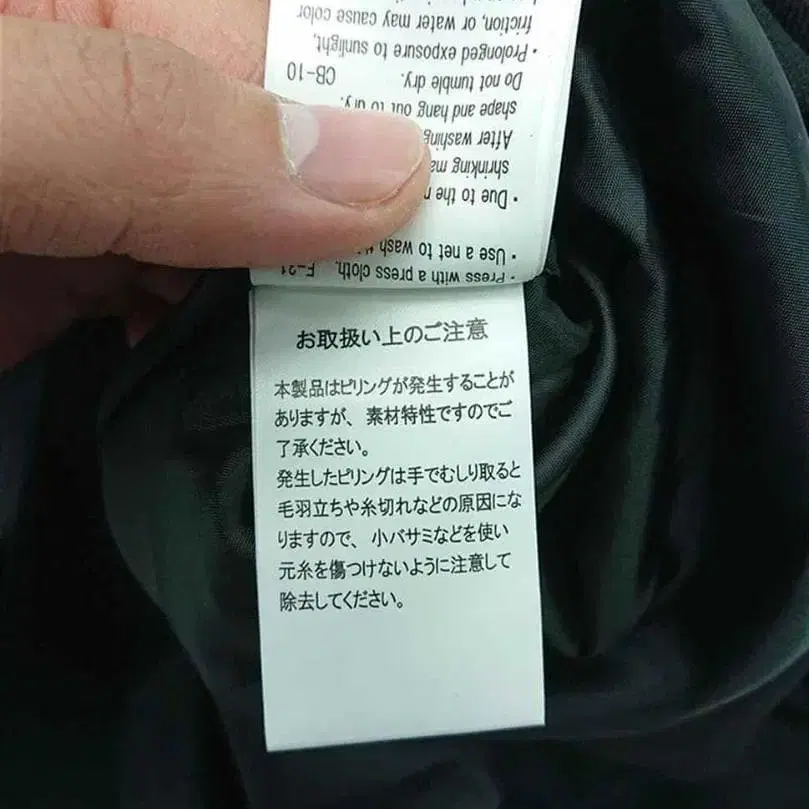 • Press with a press cloth. F-31
• Use a net to wash
• Due to the
shrinking
After washing
shape and hang out to dry.
Do not tumble dry. CB-10
• Prolonged exposure to sunlight,
friction, or water may cause color
お取扱い上のご注意
本製品はピリングが発生することが
ありますが、素材特性ですのでご
了承ください。
発生したピリングは手でむしり取ると
毛羽立ちや糸切れなどの原因にな
りますので、小バサミなどを使い
元糸を傷つけないように注意して
除去してください。